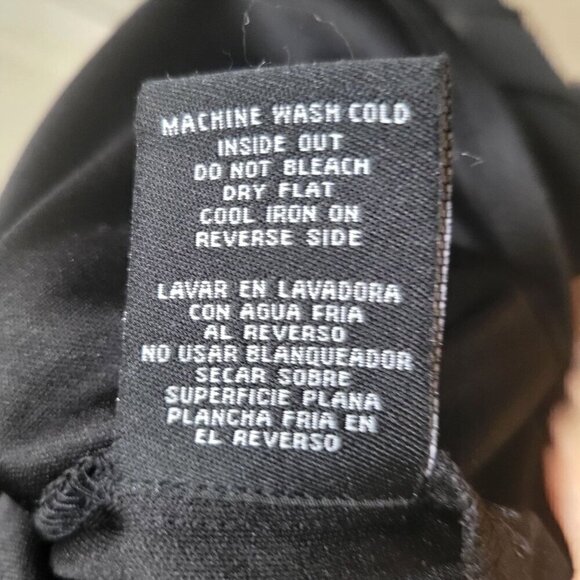 MACHINE WASH COLD
INSIDE OUT
DO NOT BLEACH
DRY FLAT
COOL IRON ON
REVERSE SIDE
LAVAR EN LAVADORA
CON AGUA FRIA
AL REVERSO
NO USAR BLANQUEADOR
SECAR SOBRE
SUPERFICIE PLANA
PLANCHA FRIA EN
EL REVERSO